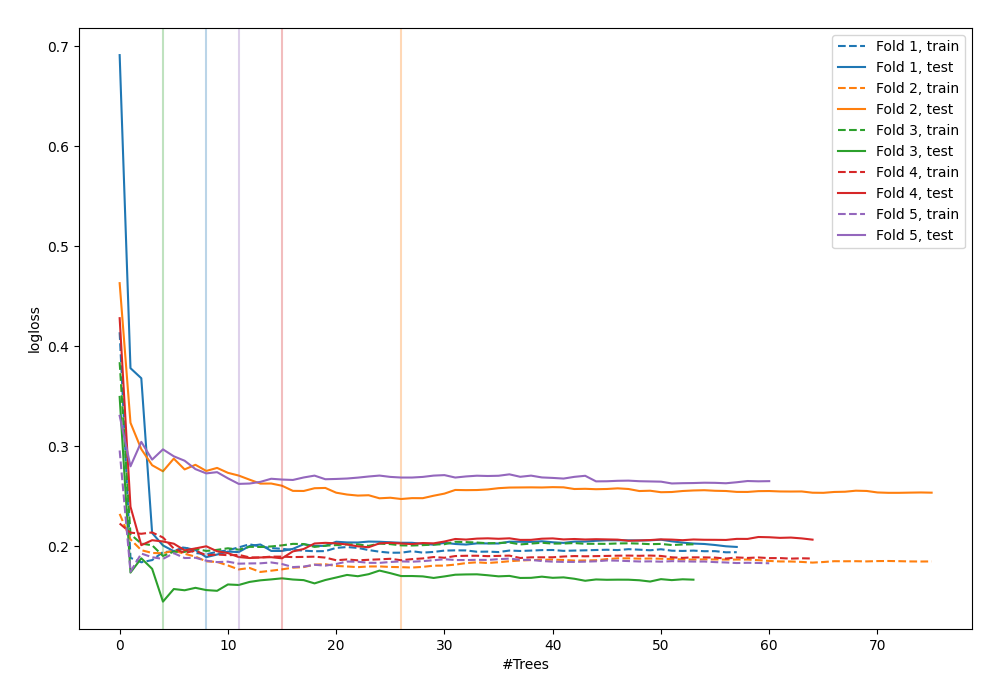 0.7
0.6
0.5
0.4
0.3
0.2
logloss
0
10
20
30
40
50
60
70
#Trees
Fold 1, train
Fold 1, test
Fold 2, train
Fold 2, test
Fold 3, train
Fold 3, test
Fold 4, train
Fold 4, test
Fold 5, train
Fold 5, test